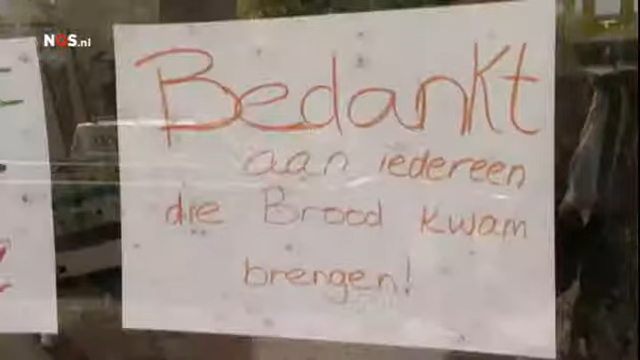 NOS.nl
Bedankt
aan iedereen
die Brood kwam
brengen!